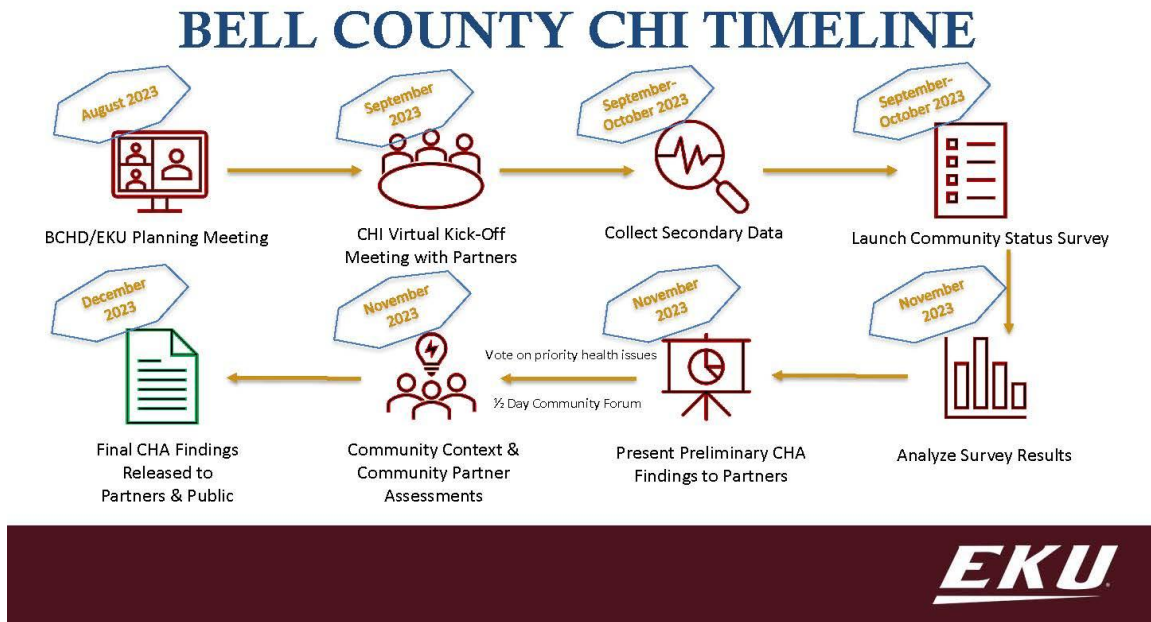 BELL COUNTY CHI TIMELINE
August 2023
BCHD/EKU Planning Meeting
September
2023
CHI Virtual Kick-Off
Meeting with Partners
September-
October 2023
Collect Secondary Data
September-
October 2023
Launch Community Status Survey
November
2023
Analyze Survey Results
November
2023
Present Preliminary CHA
Findings to Partners
Vote on priority health issues
½ Day Community Forum
November
2023
Community Context &
Community Partner
Assessments
December
2023
Final CHA Findings
Released to
Partners & Public
EKU